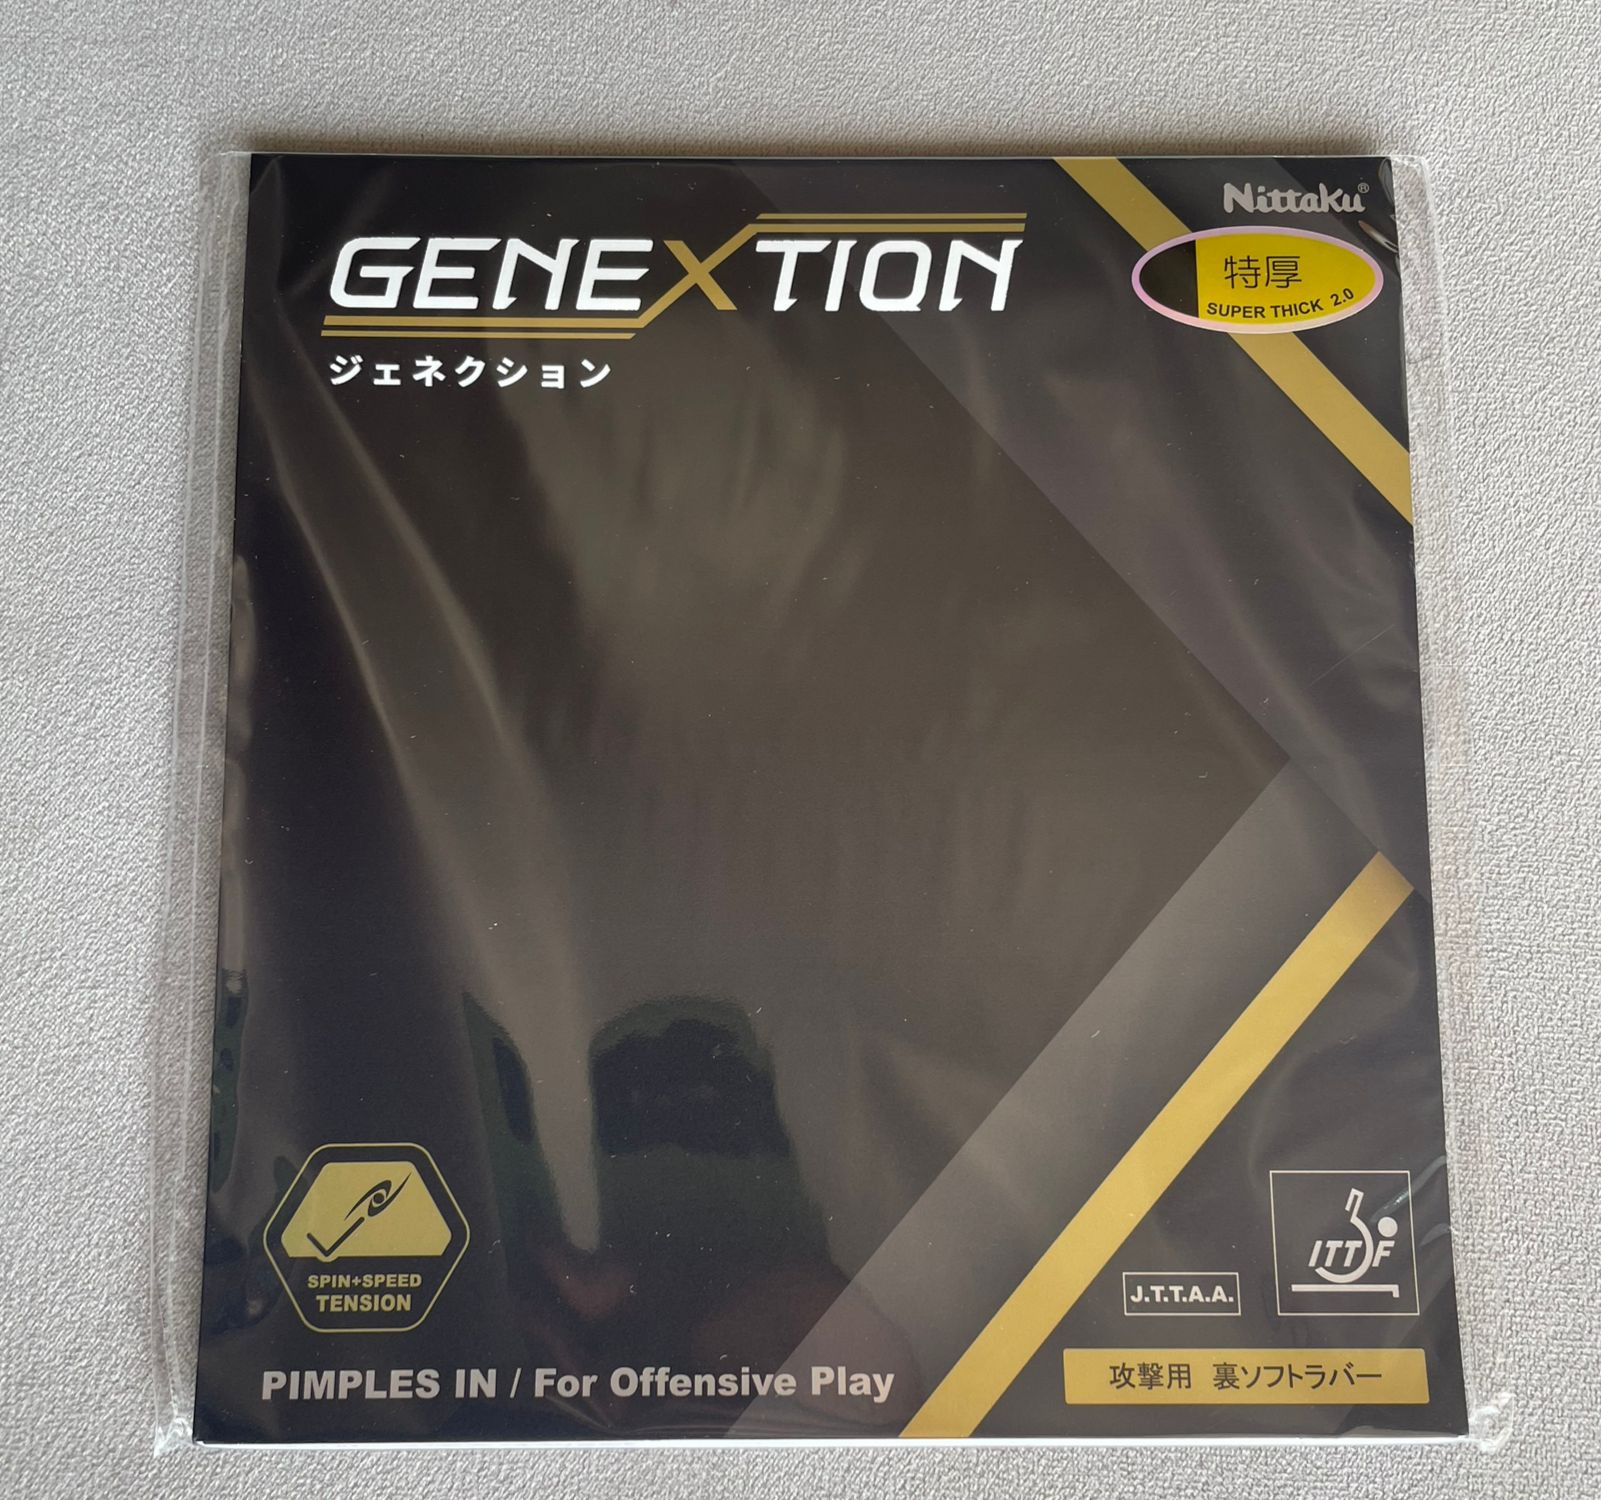 Nittaku®
GENEXTION
ジェネクション
特厚
SUPER THICK 2.0
SPIN+SPEED
TENSION
J.T.T.A.A.
ITTF
PIMPLES IN / For Offensive Play
攻撃用 裏ソフトラバー